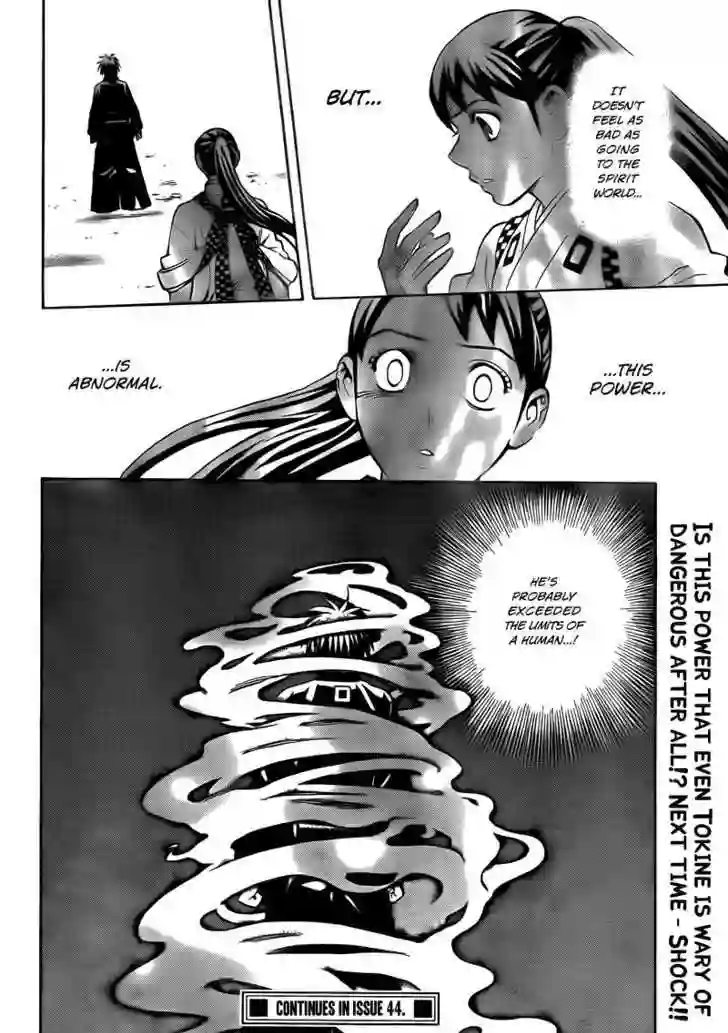 IT
DOESN'T
FEEL AS
BAD AS
GOING
TO THE
SPIRIT
WORLD...
BUT...
...THIS
POWER...
...IS
ABNORMAL.
HE'S
PROBABLY
EXCEEDED
THE LIMITS OF
A HUMAN...!
IS THIS POWER THAT EVEN TOKINE IS WARY OF
DANGEROUS AFTER ALL!? NEXT TIME - SHOCK!!
CONTINUES IN ISSUE 44.